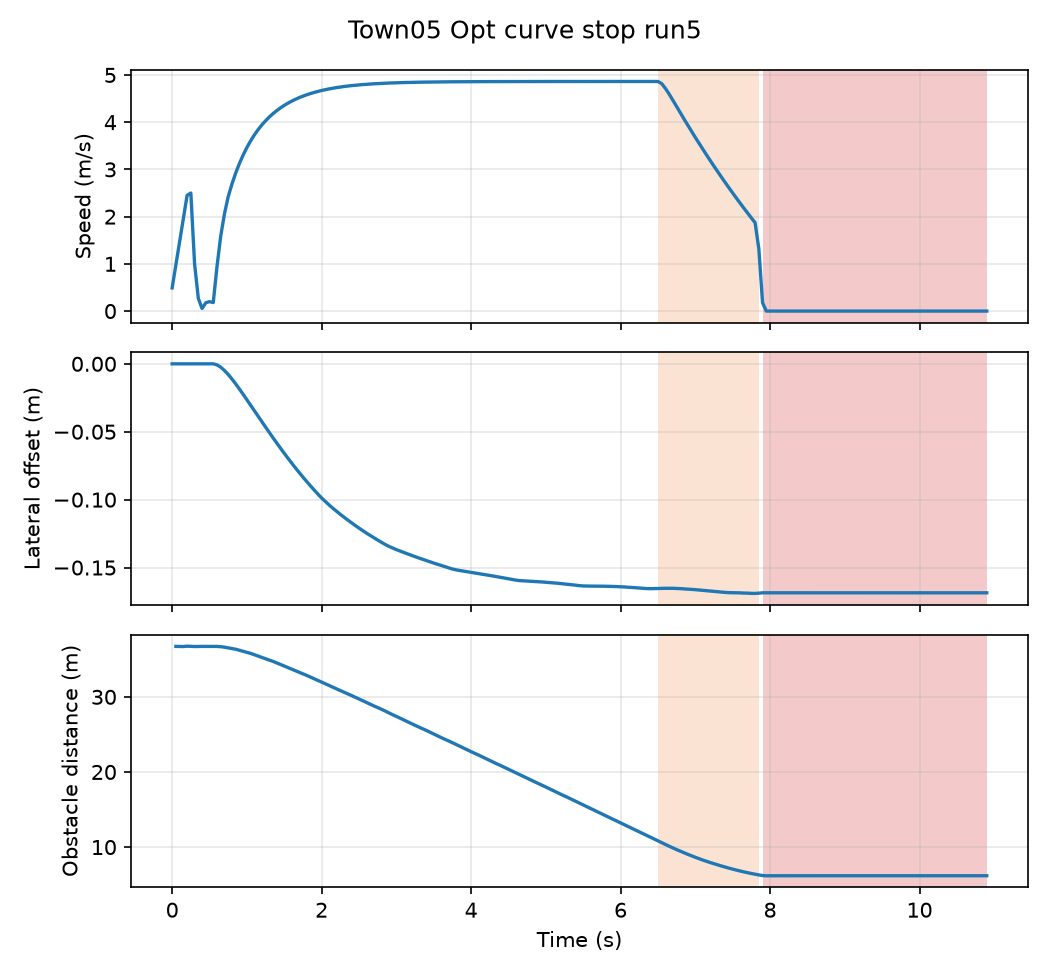 Town05 Opt curve stop run5
Speed (m/s)
5
4
3
2
1
0
Lateral offset (m)
0.00
−0.05
−0.10
−0.15
Obstacle distance (m)
30
20
10
0 2 4 6 8 10
Time (s)